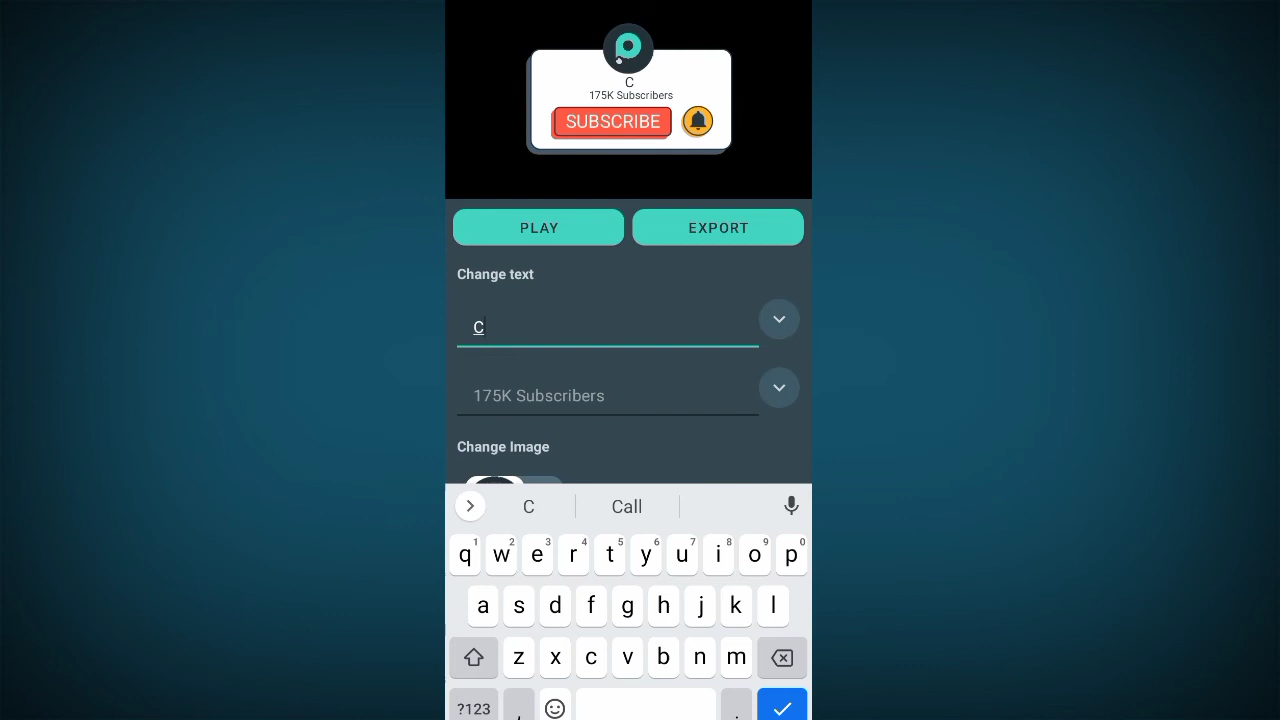 C
175K Subscribers
SUBSCRIBE
PLAY EXPORT
Change text
C
175K Subscribers
Change Image
C Call
1 2 3 4 5 6 7 8 9 0
q w e r t y u i o p
a s d f g h j k l
z x c v b n m
?123 , .